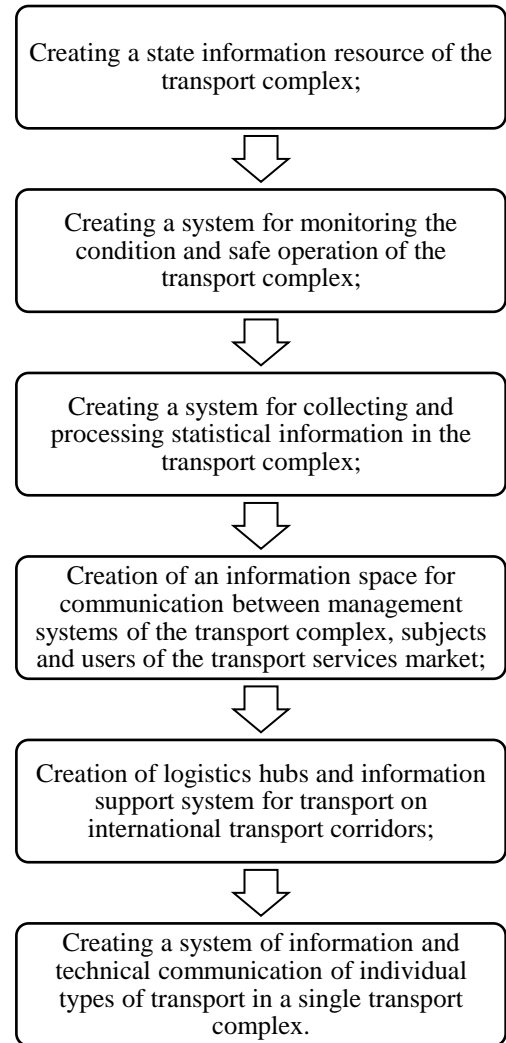 Creating a state information resource of the
transport complex;
Creating a system for monitoring the
condition and safe operation of the
transport complex;
Creating a system for collecting and
processing statistical information in the
transport complex;
Creation of an information space for
communication between management
systems of the transport complex, subjects
and users of the transport services market;
Creation of logistics hubs and information
support system for transport on
international transport corridors;
Creating a system of information and
technical communication of individual
types of transport in a single transport
complex.